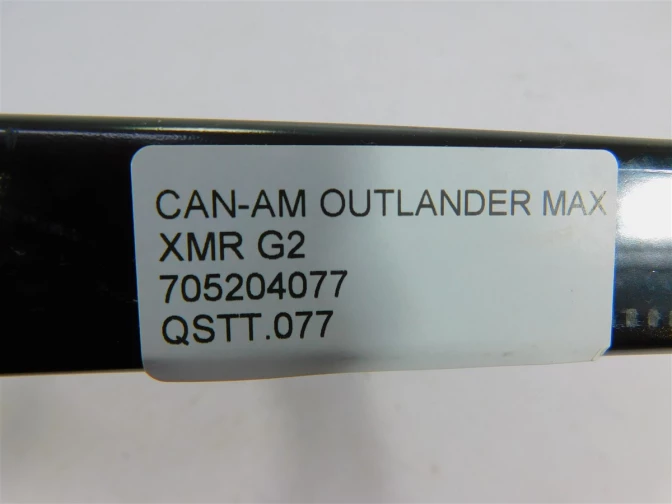 CAN-AM OUTLANDER MAX
XMR G2
705204077
QSTT.077